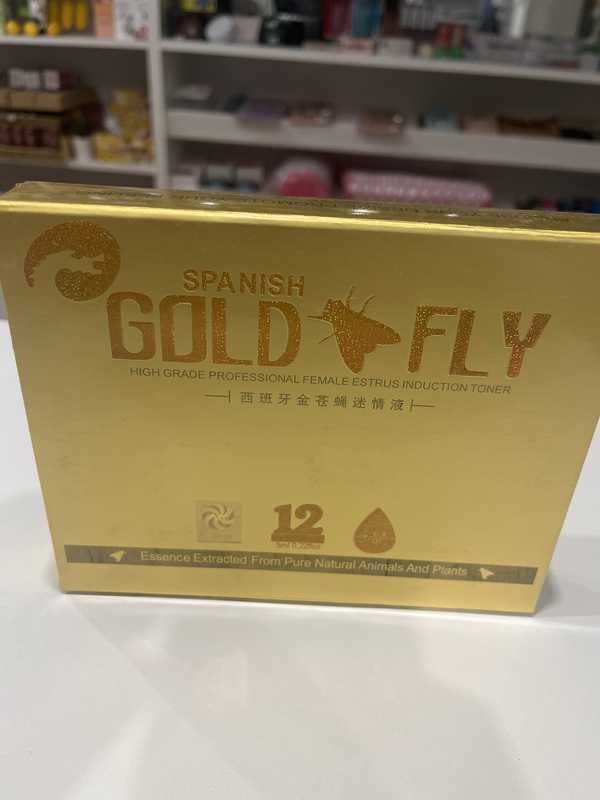 SPANISH
GOLD FLY
HIGH GRADE PROFESSIONAL FEMALE ESTRUS INDUCTION TONER
西班牙金苍蝇迷情液
12
Essence Extracted From Pure Natural Animals And Plants